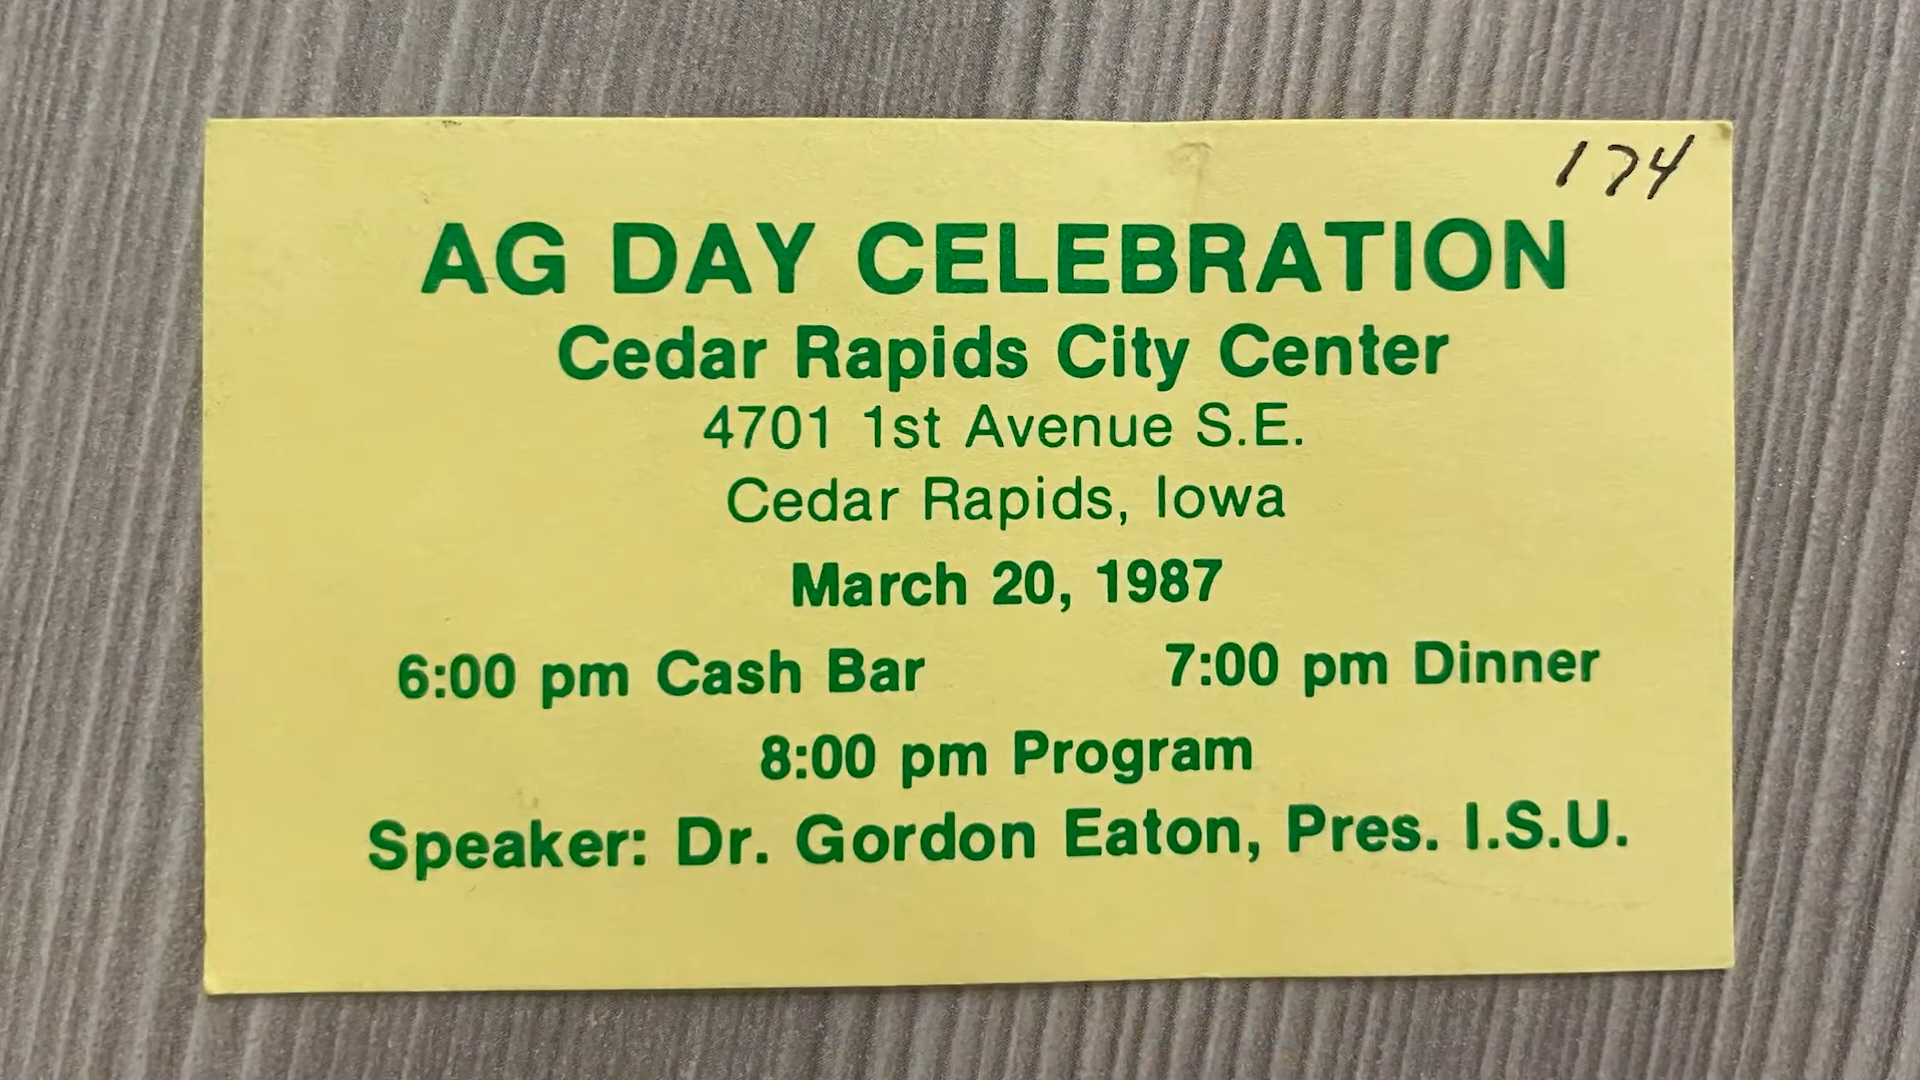 174
AG DAY CELEBRATION
Cedar Rapids City Center
4701 1st Avenue S.E.
Cedar Rapids, Iowa
March 20, 1987
6:00 pm Cash Bar 7:00 pm Dinner
8:00 pm Program
Speaker: Dr. Gordon Eaton, Pres. I.S.U.